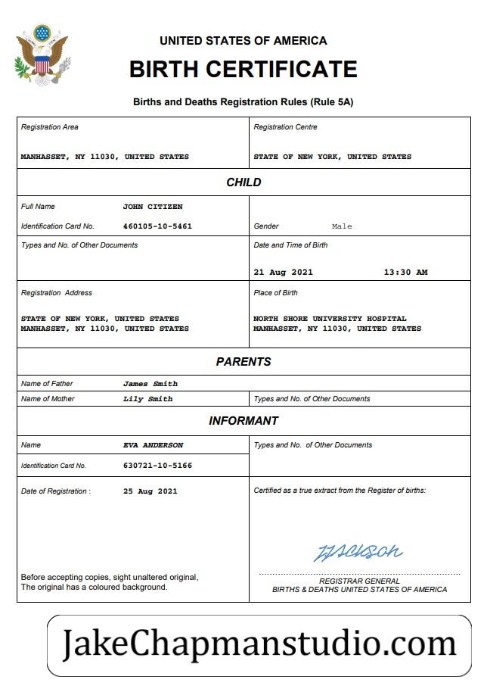 UNITED STATES OF AMERICA
BIRTH CERTIFICATE
Births and Deaths Registration Rules (Rule 5A)
Registration Area
Registration Centre
MANHASSET, NY 11030, UNITED STATES
STATE OF NEW YORK, UNITED STATES
CHILD
Full Name JOHN CITIZEN
Identification Card No. 460105-10-5461
Gender Male
Types and No. of Other Documents
Date and Time of Birth
21 Aug 2021 13:30 AM
Registration Address
Place of Birth
STATE OF NEW YORK, UNITED STATES
MANHASSET, NY 11030, UNITED STATES
NORTH SHORE UNIVERSITY HOSPITAL
MANHASSET, NY 11030, UNITED STATES
PARENTS
Name of Father James Smith
Name of Mother Lily Smith
Types and No. of Other Documents
INFORMANT
Name EVA ANDERSON
Types and No. of Other Documents
Identification Card No. 630721-10-5166
Date of Registration : 25 Aug 2021
Certified as a true extract from the Register of births:
Before accepting copies, sight unaltered original,
The original has a coloured background.
REGISTRAR GENERAL
BIRTHS & DEATHS UNITED STATES OF AMERICA
JakeChapmanstudio.com